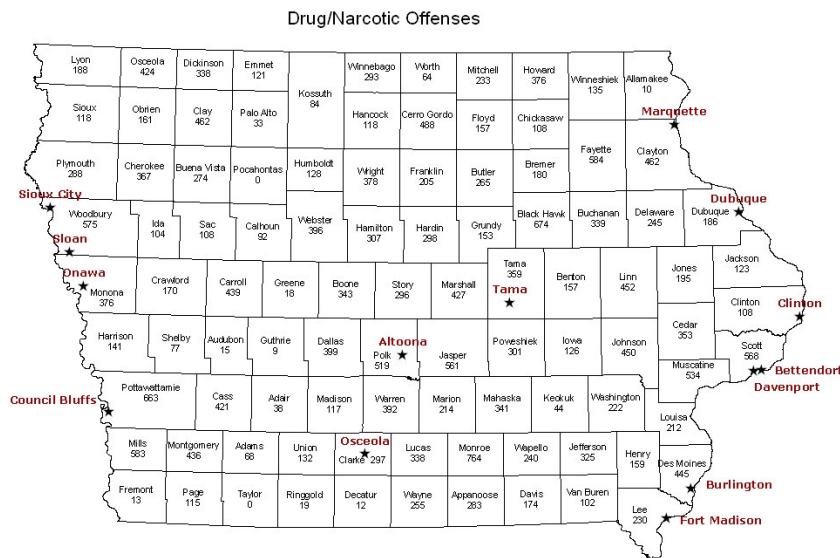 Drug/Narcotic Offenses
Lyon
188
Osceola
424
Dickinson
338
Emmet
121
Kossuth
84
Winnebago
293
Worth
64
Mitchell
233
Howard
376
Winneshiek
135
Allamakee
10
Sioux
118
Obrien
161
Clay
462
Palo Alto
33
Hancock
118
Cerro Gordo
488
Floyd
157
Chickasaw
108
Marquette
Plymouth
288
Cherokee
367
Buena Vista
274
Pocahontas
0
Humboldt
128
Wright
378
Franklin
205
Butler
265
Bremer
180
Fayette
584
Clayton
462
Sioux City
Woodbury
575
Ida
104
Sac
108
Calhoun
92
Webster
396
Hamilton
307
Hardin
298
Grundy
153
Black Hawk
674
Buchanan
339
Delaware
245
Dubuque
Dubuque
186
Sloan
Onawa
Monona
376
Crawford
170
Carroll
439
Greene
18
Boone
343
Story
296
Marshall
427
Tama
359
Tama
Benton
157
Linn
452
Jones
195
Jackson
123
Clinton
108
Clinton
Harrison
141
Shelby
77
Audubon
15
Guthrie
9
Dallas
399
Altoona
Polk
519
Jasper
561
Poweshiek
301
Iowa
126
Johnson
450
Cedar
353
Scott
568
Muscatine
534
Bettendorf
Davenport
Pottawattamie
663
Council Bluffs
Cass
421
Adair
38
Madison
117
Warren
392
Marion
214
Mahaska
341
Keokuk
44
Washington
222
Louisa
212
Mills
583
Montgomery
436
Adams
68
Union
132
Osceola
Clarke 297
Lucas
338
Monroe
764
Wapello
240
Jefferson
325
Henry
159
Des Moines
445
Burlington
Fremont
13
Page
115
Taylor
0
Ringgold
19
Decatur
12
Wayne
255
Appanoose
283
Davis
174
Van Buren
102
Lee
230
Fort Madison